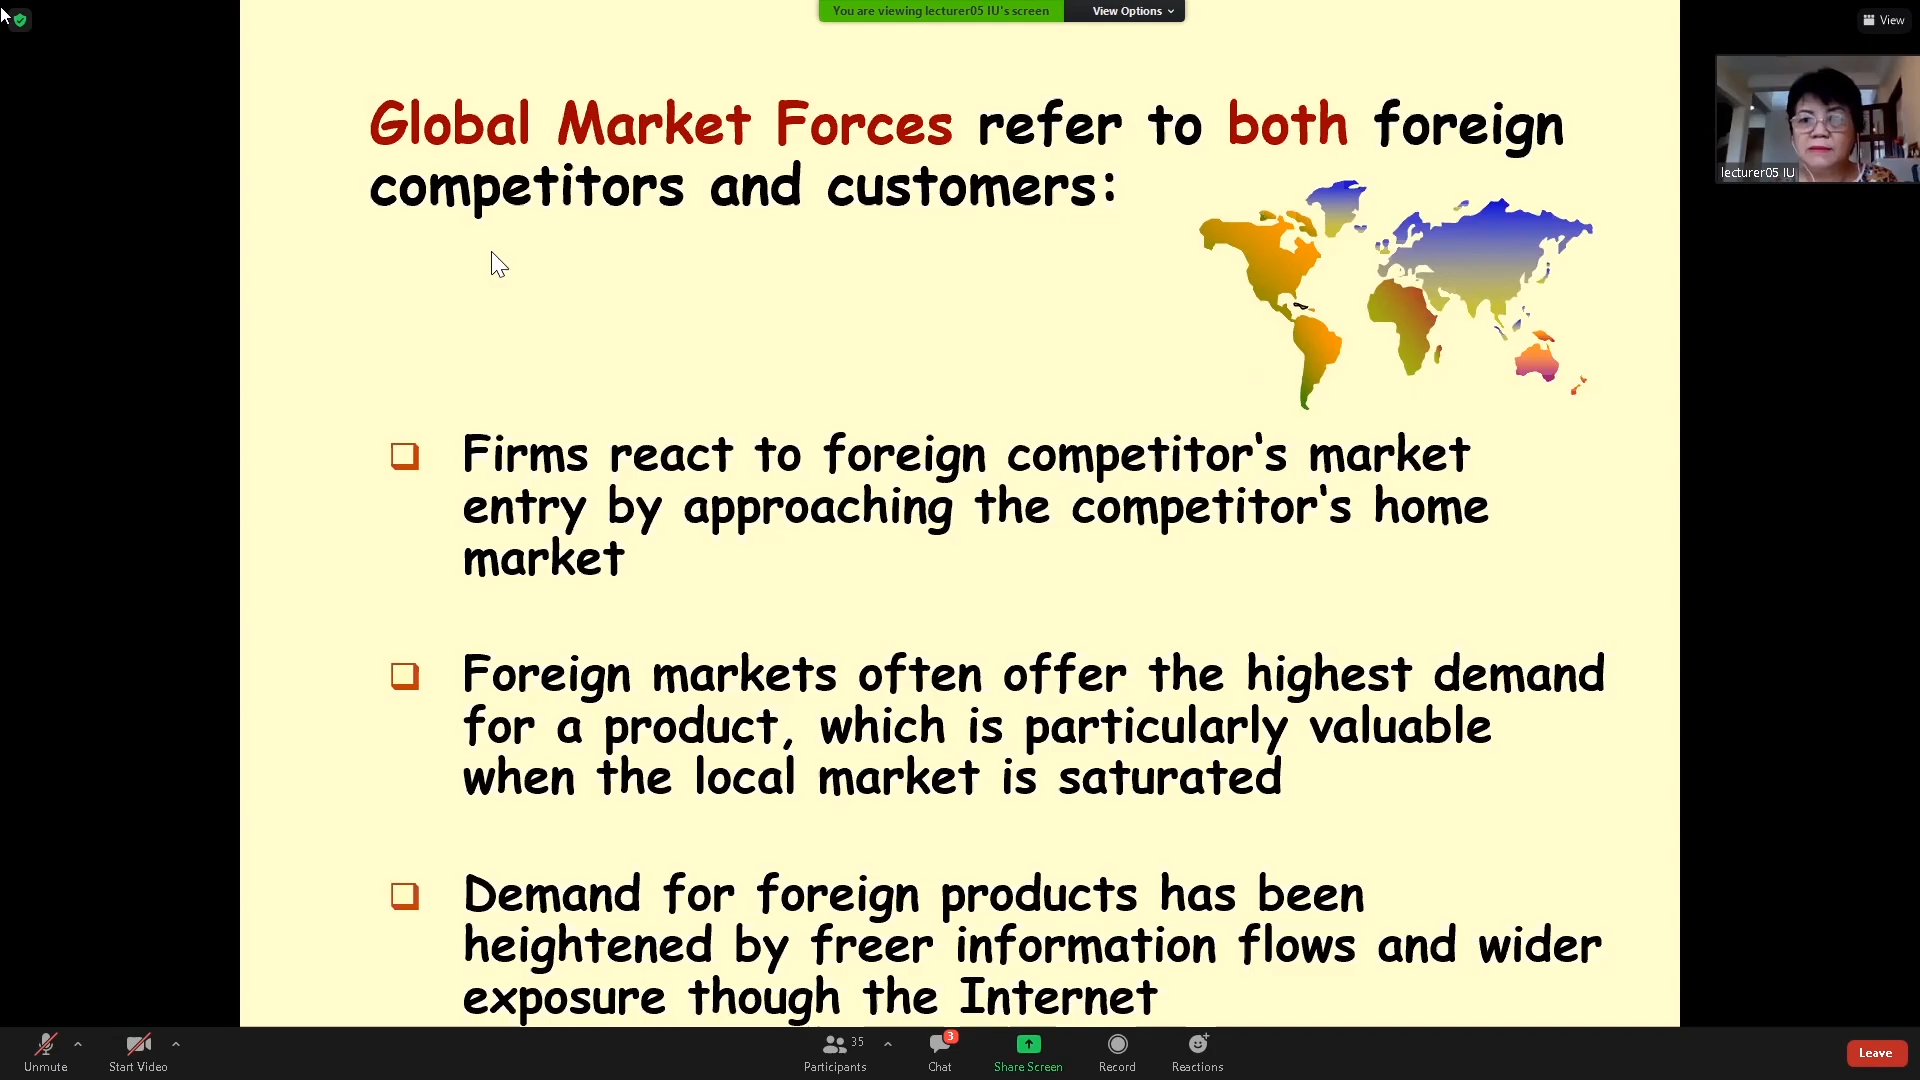 You are viewing lecturer05 IU's screen
View Options
View
Global Market Forces refer to both foreign
competitors and customers:
lecturer05 IU
Firms react to foreign competitor‘s market
entry by approaching the competitor‘s home
market
Foreign markets often offer the highest demand
for a product, which is particularly valuable
when the local market is saturated
Demand for foreign products has been
heightened by freer information flows and wider
exposure though the Internet
Unmute
Start Video
Participants
35
Chat
3
Share Screen
Record
Reactions
Leave